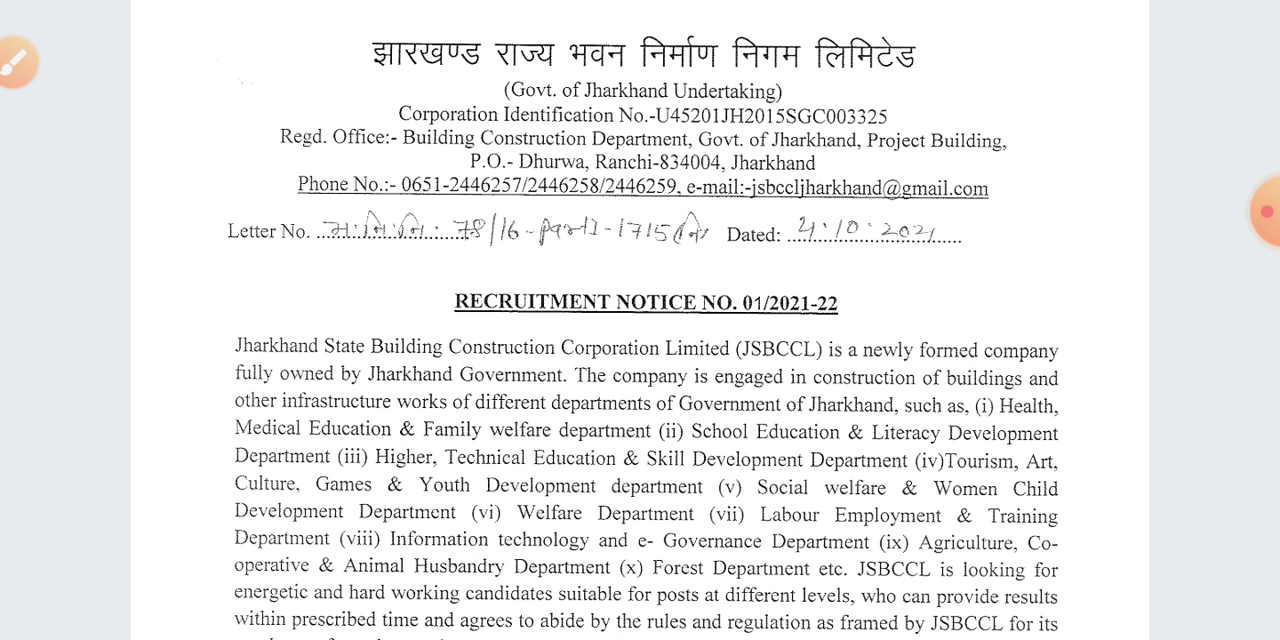 झारखण्ड राज्य भवन निर्माण निगम लिमिटेड
(Govt. of Jharkhand Undertaking)
Corporation Identification No.-U45201JH2015SGC003325
Regd. Office:- Building Construction Department, Govt. of Jharkhand, Project Building,
P.O.- Dhurwa, Ranchi-834004, Jharkhand
Phone No.:- 0651-2446257/2446258/2446259, e-mail:-jsbccljharkhand@gmail.com
Letter No. 78/16-Part-1715 Dated: 4.10.2021
RECRUITMENT NOTICE NO. 01/2021-22
Jharkhand State Building Construction Corporation Limited (JSBCCL) is a newly formed company
fully owned by Jharkhand Government. The company is engaged in construction of buildings and
other infrastructure works of different departments of Government of Jharkhand, such as, (i) Health,
Medical Education & Family welfare department (ii) School Education & Literacy Development
Department (iii) Higher, Technical Education & Skill Development Department (iv)Tourism, Art,
Culture, Games & Youth Development department (v) Social welfare & Women Child
Development Department (vi) Welfare Department (vii) Labour Employment & Training
Department (viii) Information technology and e- Governance Department (ix) Agriculture, Co-
operative & Animal Husbandry Department (x) Forest Department etc. JSBCCL is looking for
energetic and hard working candidates suitable for posts at different levels, who can provide results
within prescribed time and agrees to abide by the rules and regulation as framed by JSBCCL for its